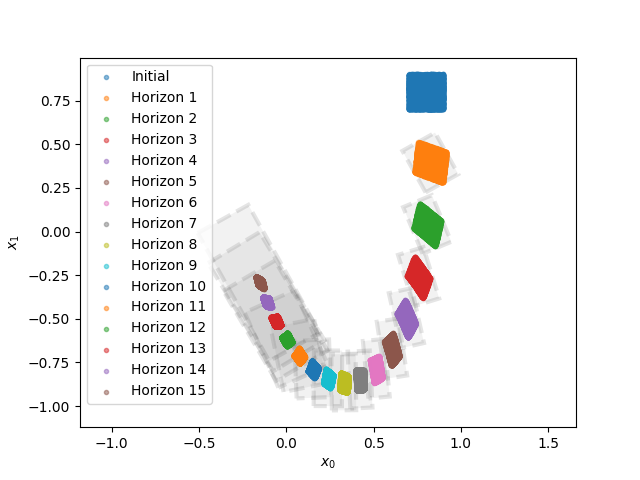 Initial
Horizon 1
Horizon 2
Horizon 3
Horizon 4
Horizon 5
Horizon 6
Horizon 7
Horizon 8
Horizon 9
Horizon 10
Horizon 11
Horizon 12
Horizon 13
Horizon 14
Horizon 15
0.75
0.50
0.25
0.00
−0.25
−0.50
−0.75
−1.00
x₁
−1.0 −0.5 0.0 0.5 1.0 1.5
x₀